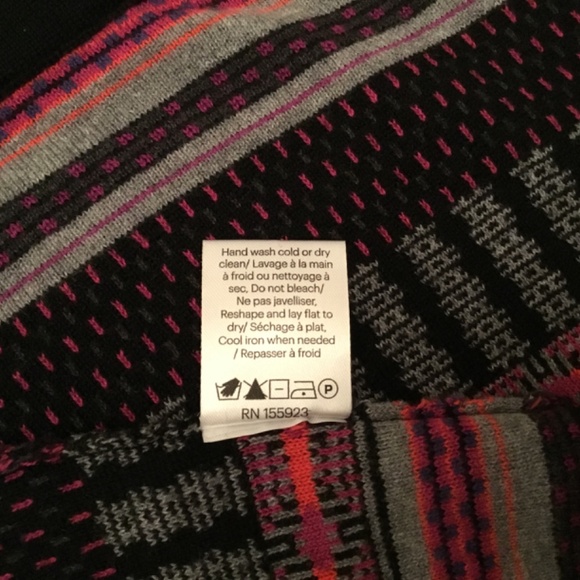 Hand wash cold or dry
clean/ Lavage à la main
à froid ou nettoyage à
sec, Do not bleach/
Ne pas javelliser,
Reshape and lay flat to
dry/ Séchage à plat,
Cool iron when needed
/ Repasser à froid
P
RN 155923